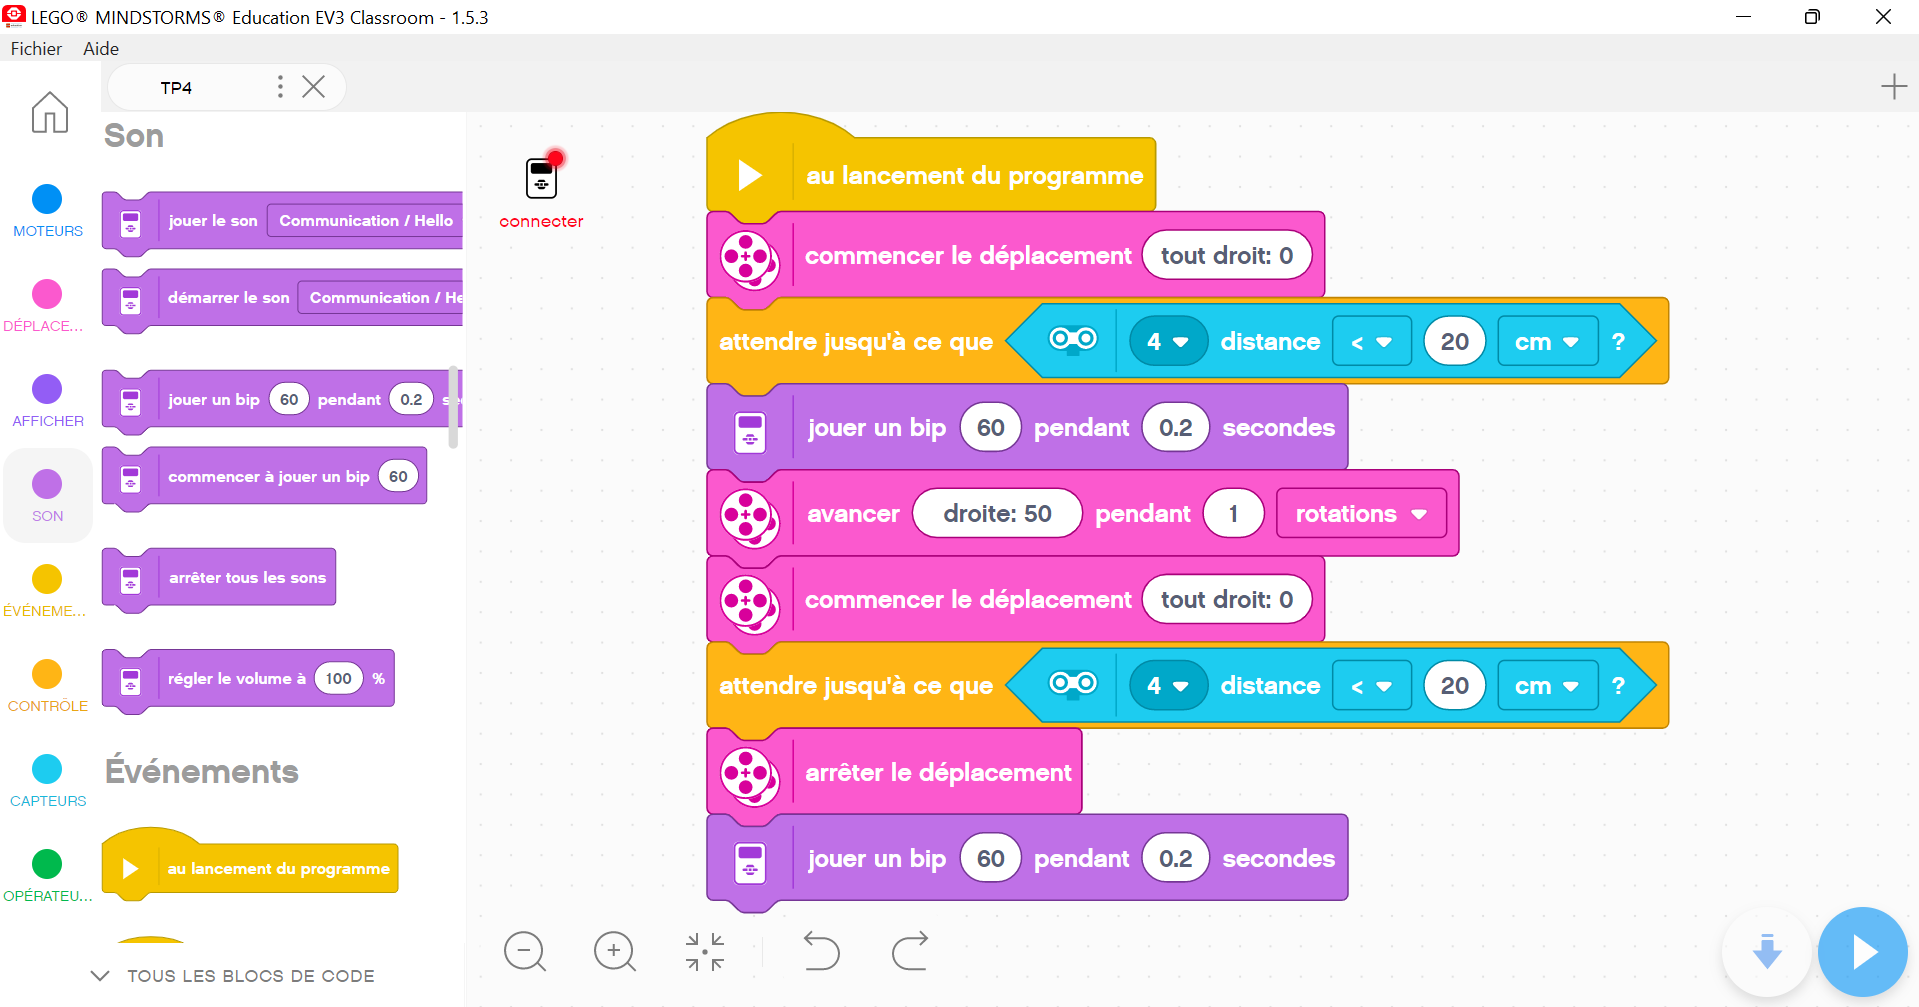 LEGO® MINDSTORMS® Education EV3 Classroom - 1.5.3
Fichier Aide
TP4
Son
MOTEURS
DÉPLACE...
AFFICHER
SON
ÉVÉNEME...
CONTRÔLE
CAPTEURS
OPÉRATEU...
jouer le son Communication / Hello
démarrer le son Communication / He
jouer un bip 60 pendant 0.2 se
commencer à jouer un bip 60
arrêter tous les sons
régler le volume à 100 %
Événements
au lancement du programme
TOUS LES BLOCS DE CODE
connecter
au lancement du programme
commencer le déplacement tout droit: 0
attendre jusqu'à ce que 4 distance < 20 cm ?
jouer un bip 60 pendant 0.2 secondes
avancer droite: 50 pendant 1 rotations
commencer le déplacement tout droit: 0
attendre jusqu'à ce que 4 distance < 20 cm ?
arrêter le déplacement
jouer un bip 60 pendant 0.2 secondes